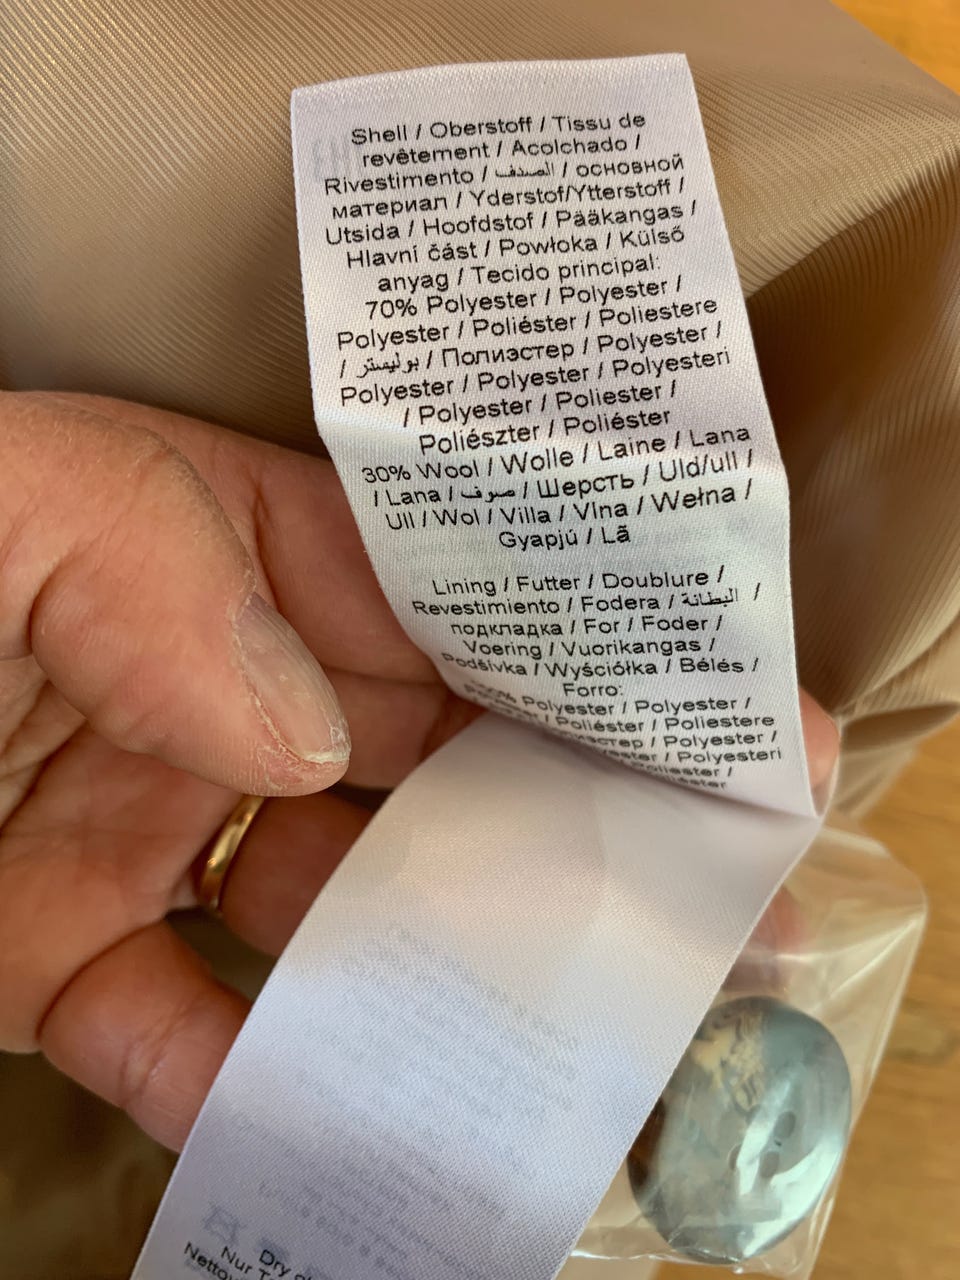 Shell / Oberstoff / Tissu de
revêtement / Acolchado /
Rivestimento / الصدف / основной
материал / Yderstof/Ytterstoff /
Utsida / Hoofdstof / Pääkangas /
Hlavní část / Powłoka / Külső
anyag / Tecido principal:
70% Polyester / Polyester /
Polyester / Poliéster / Poliestere
/ بوليستر / Полиэстер / Polyester /
Polyester / Polyester / Polyesteri
/ Polyester / Poliester /
Poliészter / Poliéster
30% Wool / Wolle / Laine / Lana
/ Lana / صوف / Шерсть / Uld/ull /
Ull / Wol / Villa / Vlna / Wełna /
Gyapjú / Lã
Lining / Futter / Doublure /
Revestimiento / Fodera / البطانة /
подкладка / For / Foder /
Voering / Vuorikangas /
Podšívka / Wyściółka / Bélés /
Forro:
Polyester / Polyester /
/ Poliéster / Poliestere
/ Polyester /
/ Polyesteri
Poliester /
Dry
Nur